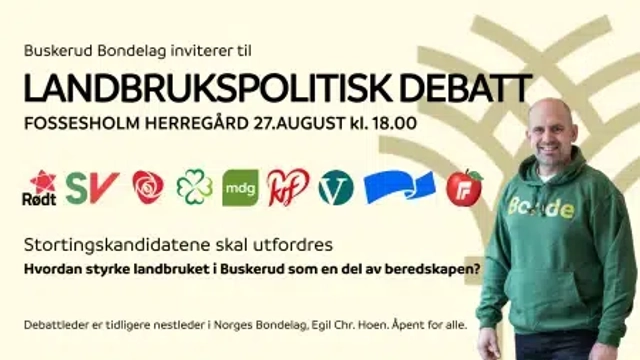 Buskerud Bondelag inviterer til
LANDBRUKSPOLITISK DEBATT
FOSSESHOLM HERREGÅRD 27.AUGUST kl. 18.00
Rødt SV mdg krf V
Bonde
Stortingskandidatene skal utfordres
Hvordan styrke landbruket i Buskerud som en del av beredskapen?
Debattleder er tidligere nestleder i Norges Bondelag, Egil Chr. Hoen. Åpent for alle.